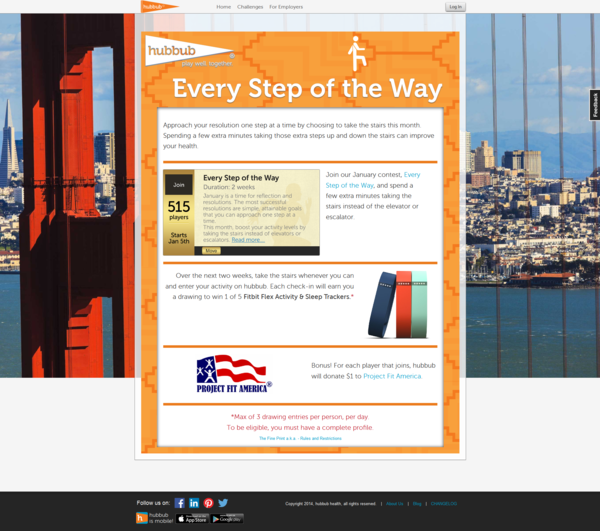 hubbub
Home Challenges For Employers
Log In
hubbub®
play well together
Every Step of the Way
Feedback
Approach your resolution one step at a time by choosing to take the stairs this month.
Spending a few extra minutes taking those extra steps up and down the stairs can improve
your health.
Join
515
players
Starts
Jan 5th
Every Step of the Way
Duration: 2 weeks
January is a time for reflection and
resolutions. The most successful
resolutions are simple, attainable goals
that you can approach one step at a
time.
This month, boost your activity levels by
taking the stairs instead of elevators or
escalators. Read more...
Move
Join our January contest, Every
Step of the Way, and spend a
few extra minutes taking the
stairs instead of the elevator or
escalator.
Over the next two weeks, take the stairs whenever you can
and enter your activity on hubbub. Each check-in will earn you
a drawing to win 1 of 5 Fitbit Flex Activity & Sleep Trackers.*
PROJECT FIT AMERICA®
Bonus! For each player that joins, hubbub
will donate $1 to Project Fit America.
*Max of 3 drawing entries per person, per day.
To be eligible, you must have a complete profile.
The Fine Print a.k.a. - Rules and Restrictions
Follow us on:
hubbub
is mobile!
App Store
Google play
Copyright 2014, hubbub health, all rights reserved. | About Us | Blog | CHANGELOG